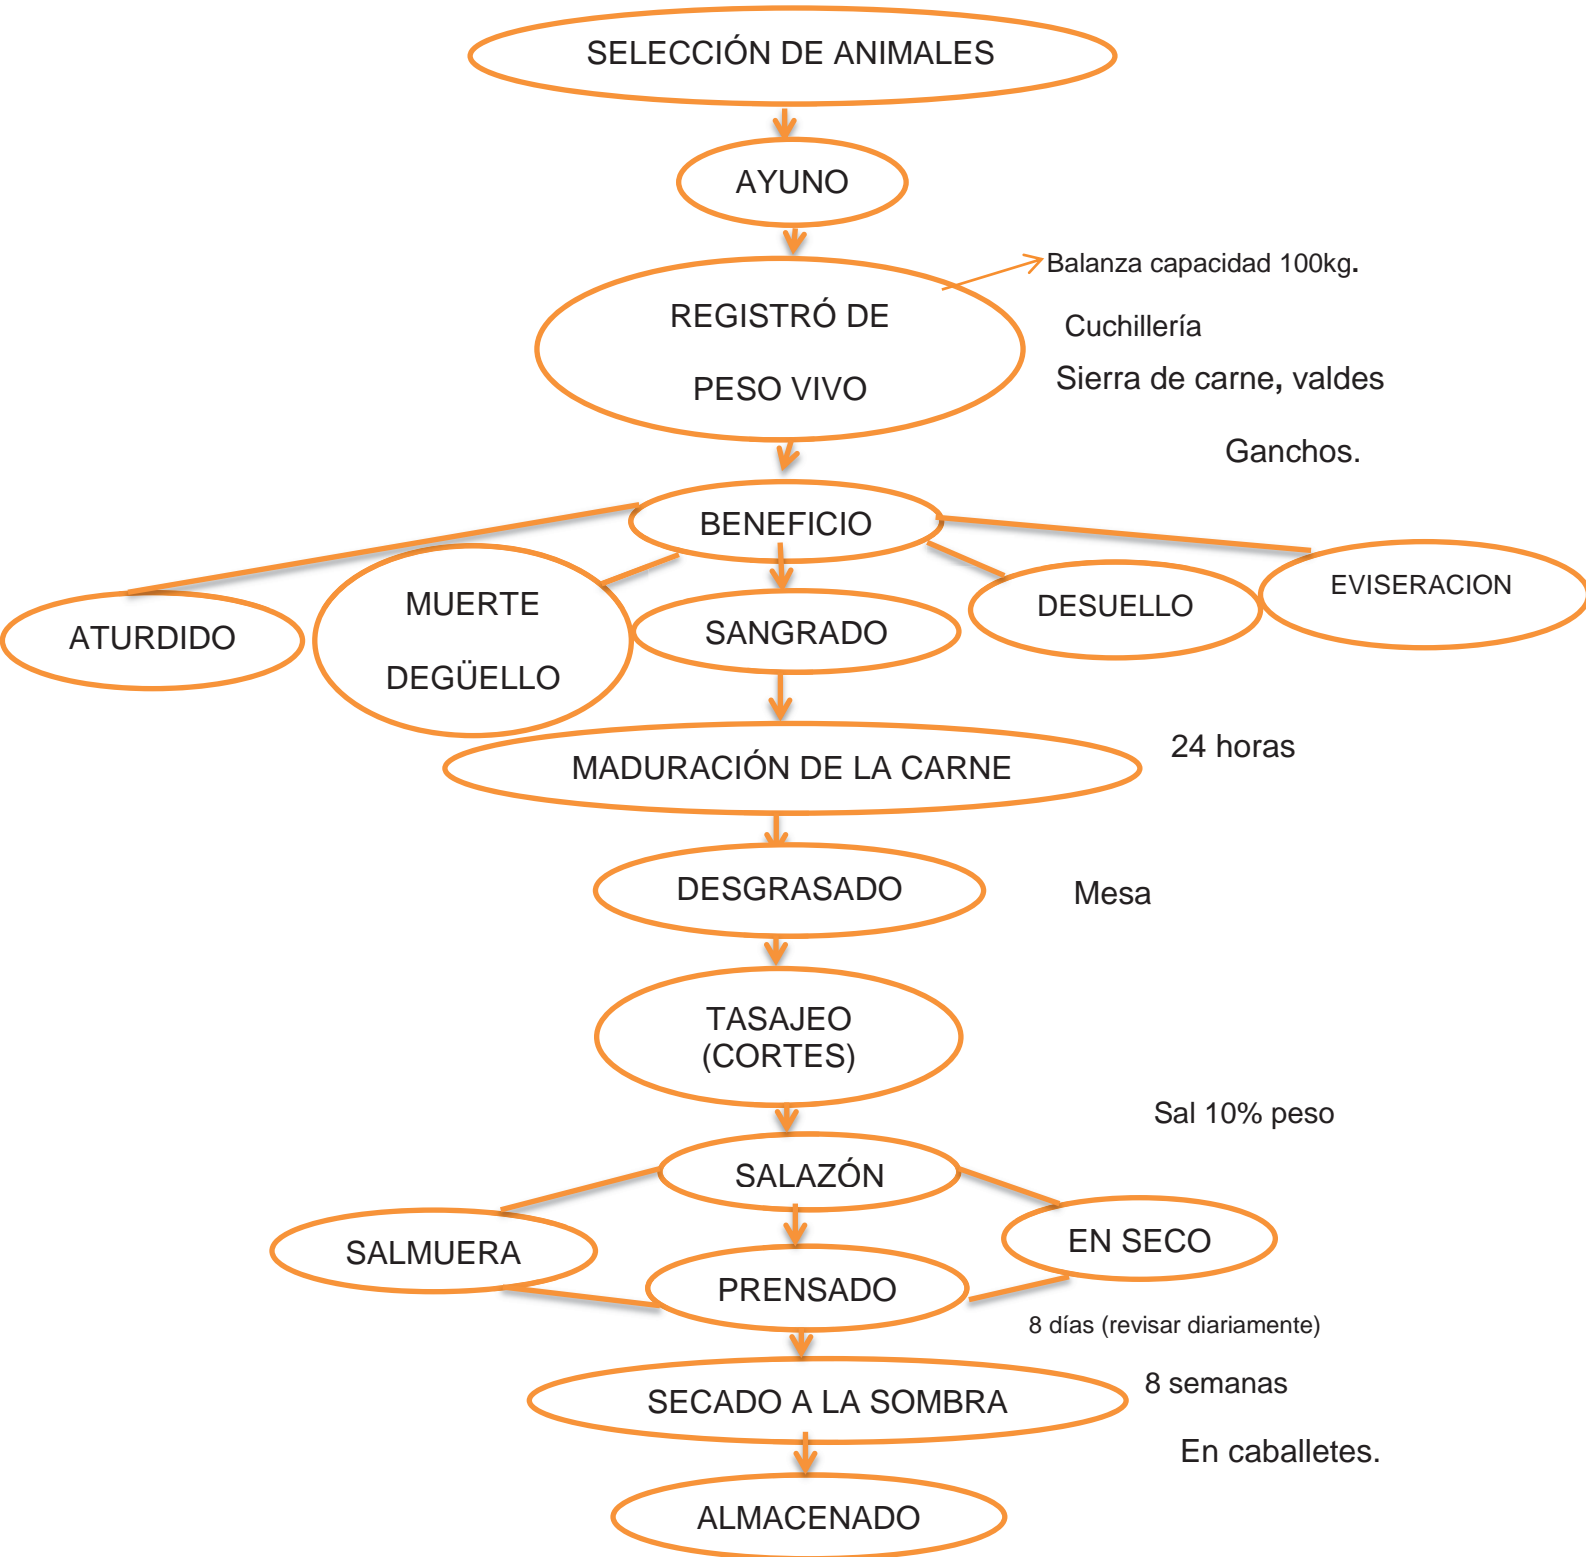 SELECCIÓN DE ANIMALES
AYUNO
Balanza capacidad 100kg.
REGISTRÓ DE
PESO VIVO
Cuchillería
Sierra de carne, valdes
Ganchos.
BENEFICIO
ATURDIDO
MUERTE
DEGÜELLO
SANGRADO
DESUELLO
EVISERACION
MADURACIÓN DE LA CARNE
24 horas
DESGRASADO
Mesa
TASAJEO
(CORTES)
Sal 10% peso
SALAZÓN
SALMUERA
EN SECO
PRENSADO
8 días (revisar diariamente)
SECADO A LA SOMBRA
8 semanas
En caballetes.
ALMACENADO